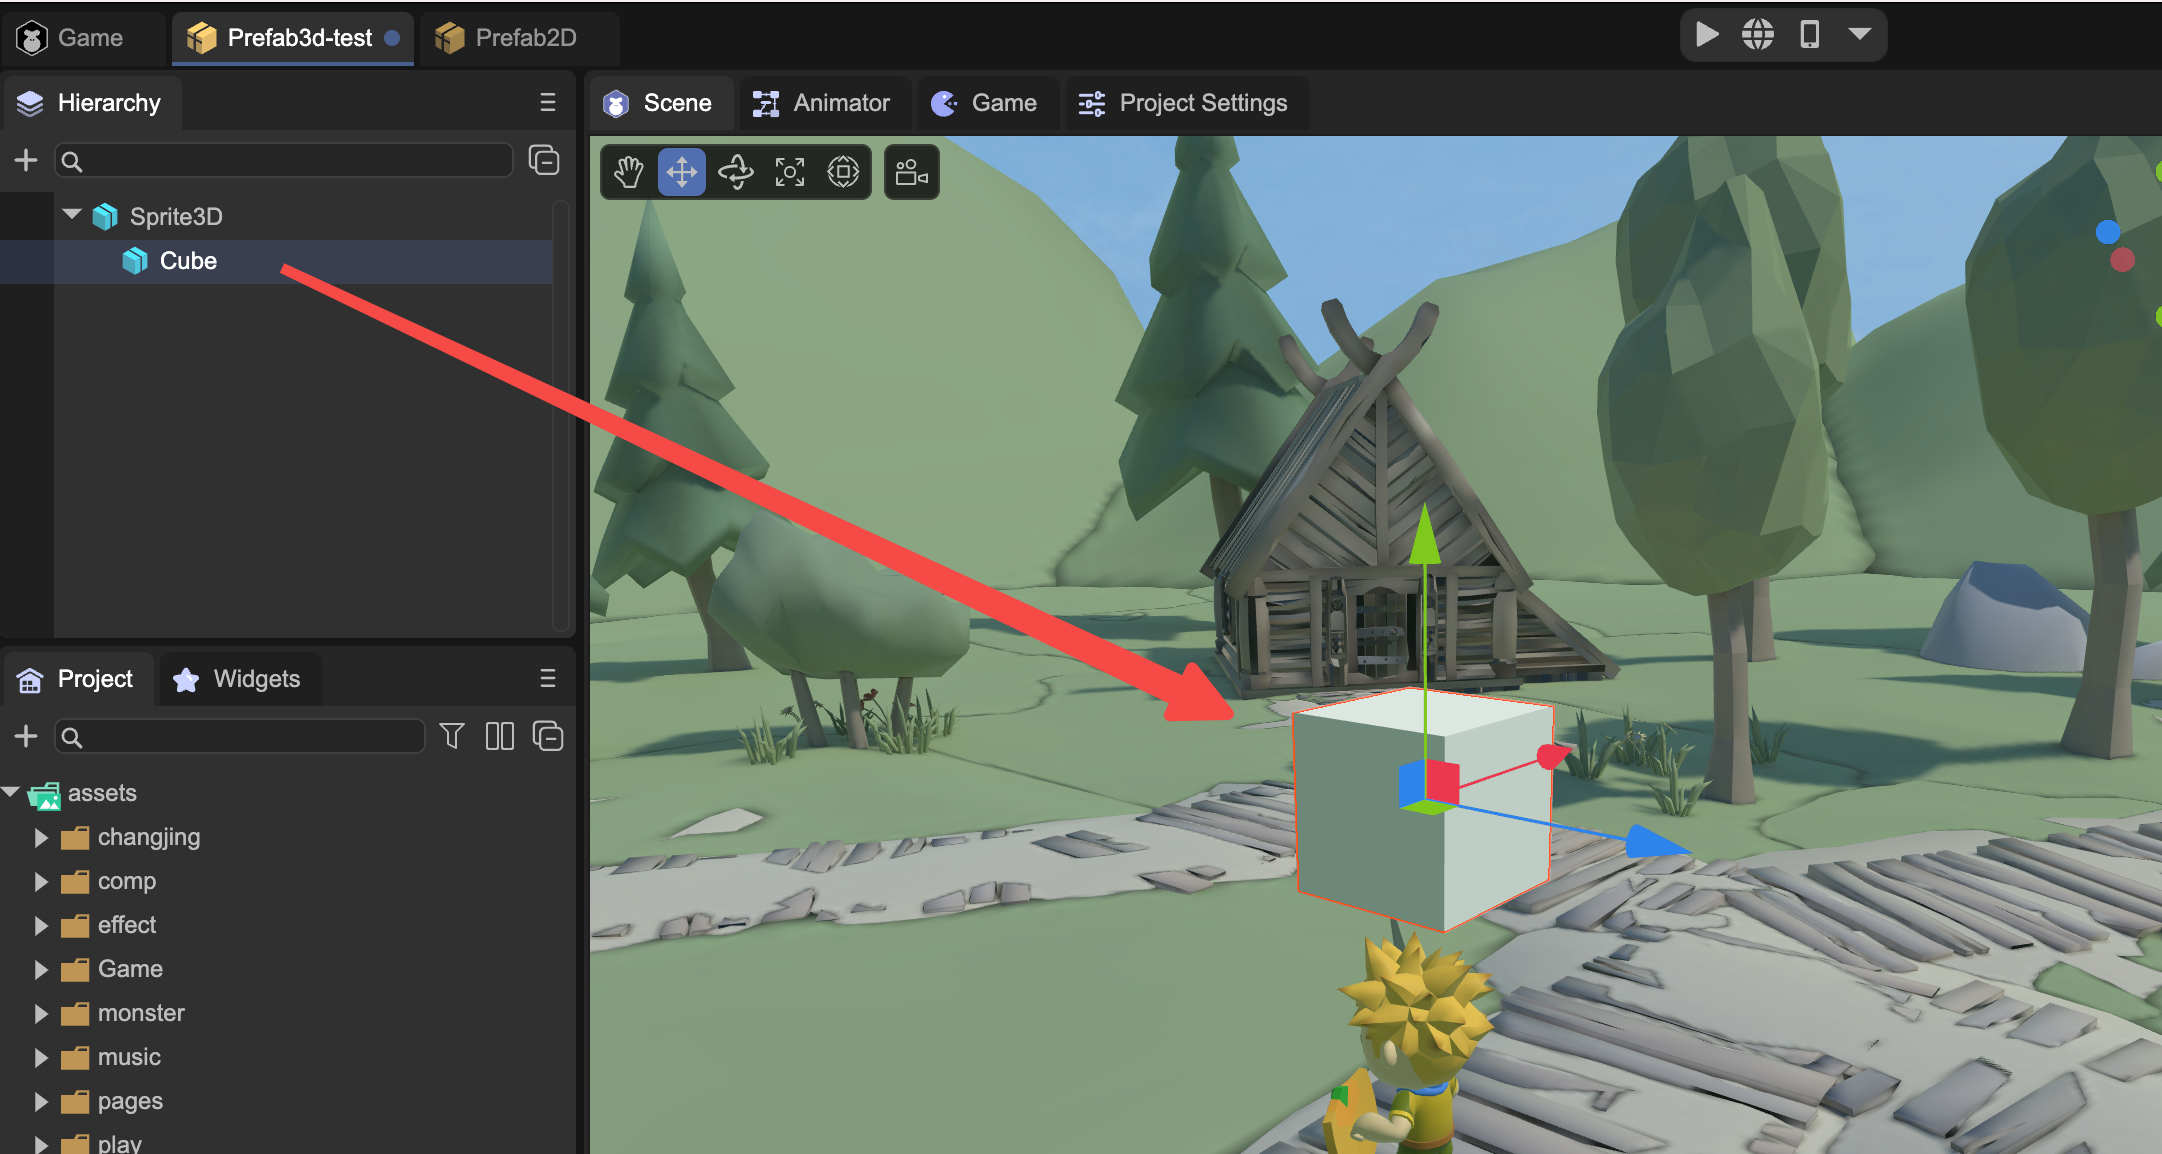 Game
Prefab3d-test
Prefab2D
Hierarchy
Scene
Animator
Game
Project Settings
Sprite3D
Cube
Project
Widgets
assets
changjing
comp
effect
Game
monster
music
pages
play